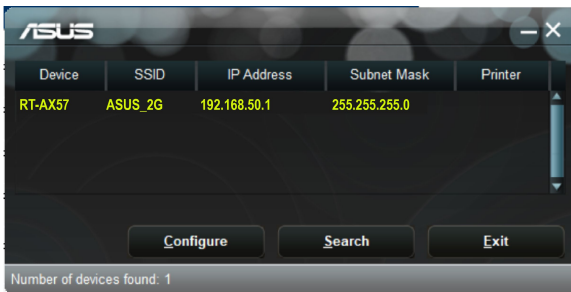 ASUS
Device SSID IP Address Subnet Mask Printer
RT-AX57 ASUS_2G 192.168.50.1 255.255.255.0
Configure Search Exit
Number of devices found: 1